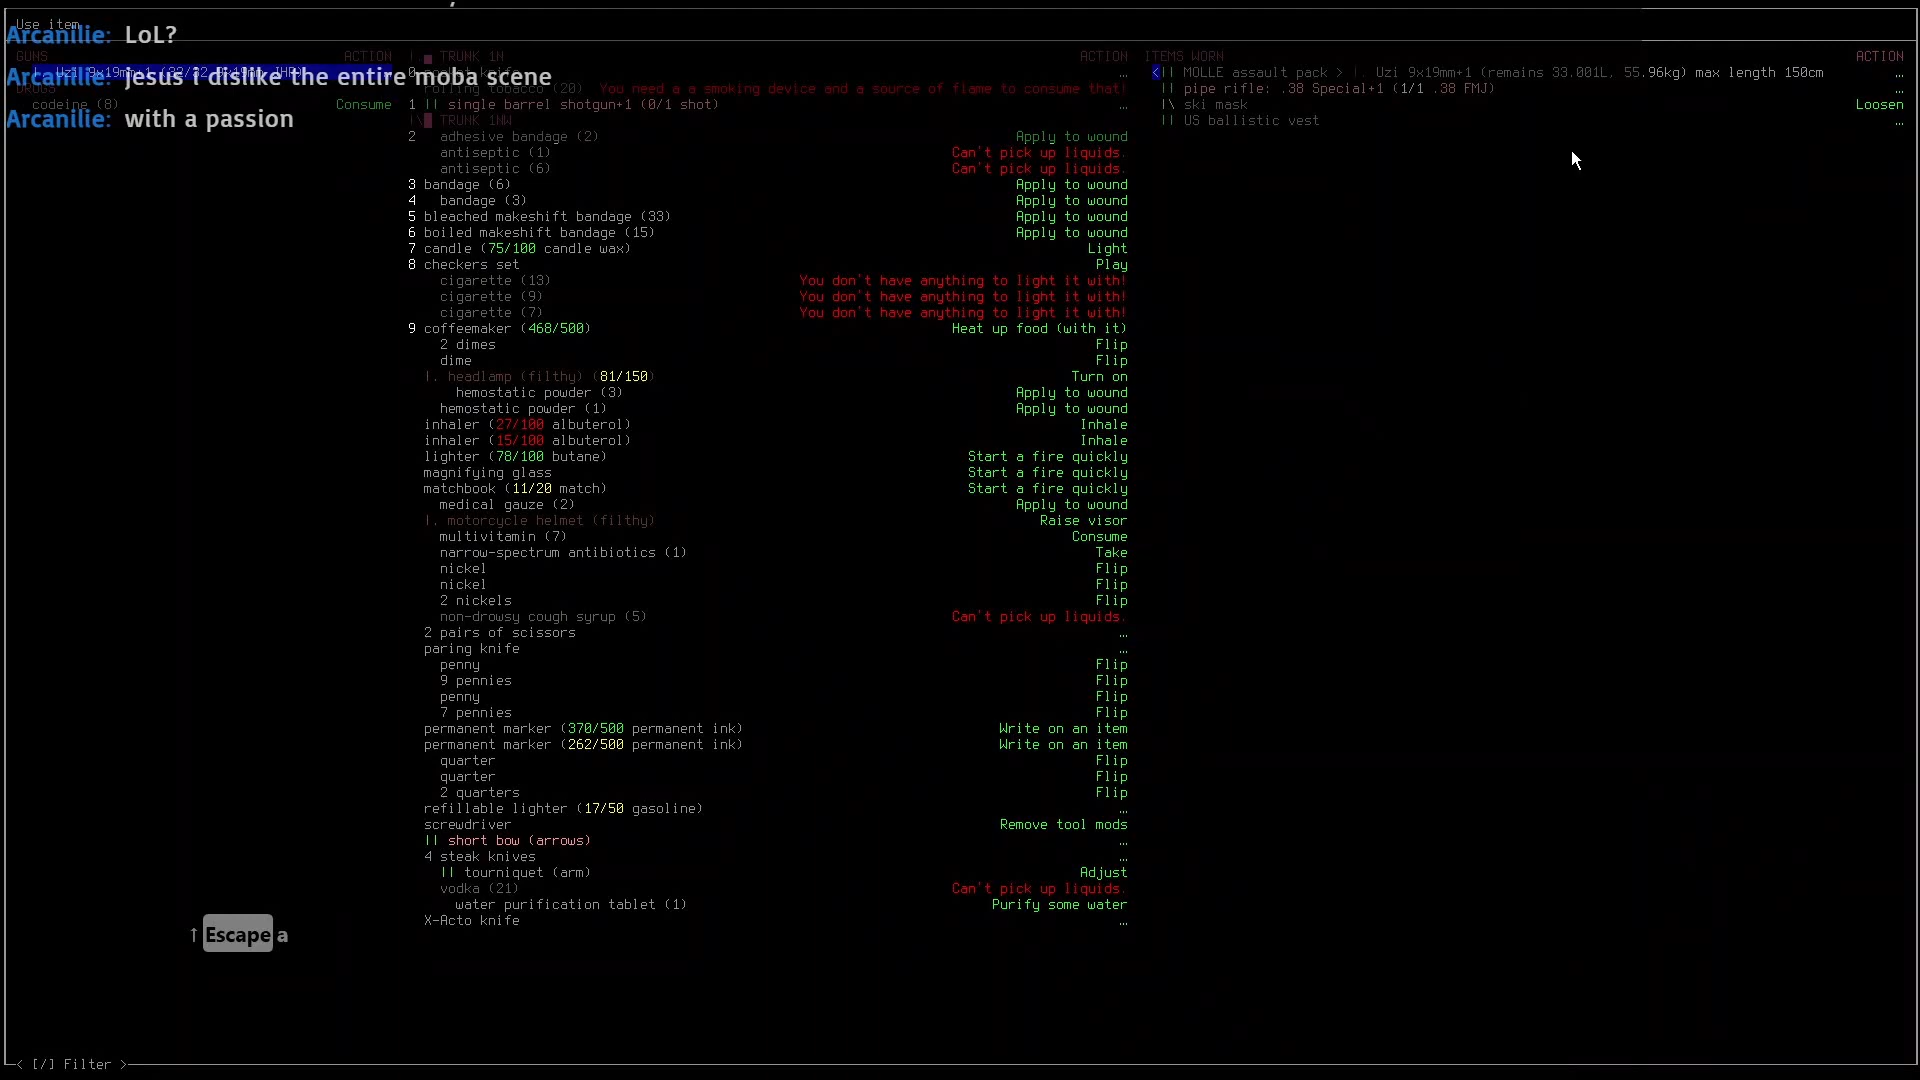 Use item
Arcanilie: LoL?
GUNS ACTION
Uzi 9x19mm+1 (32/32 9x19mm JHP)
Arcanilie: jesus i dislike the entire moba scene
DRUGS
codeine (8) Consume
Arcanilie: with a passion
TRUNK 1N ACTION
0 knife …
rolling tobacco (20) You need a a smoking device and a source of flame to consume that!
1 || single barrel shotgun+1 (0/1 shot) …
TRUNK 1NW
2 adhesive bandage (2) Apply to wound
antiseptic (1) Can't pick up liquids.
antiseptic (6) Can't pick up liquids.
3 bandage (6) Apply to wound
4 bandage (3) Apply to wound
5 bleached makeshift bandage (33) Apply to wound
6 boiled makeshift bandage (15) Apply to wound
7 candle (75/100 candle wax) Light
8 checkers set Play
cigarette (13) You don't have anything to light it with!
cigarette (9) You don't have anything to light it with!
cigarette (7) You don't have anything to light it with!
9 coffeemaker (468/500) Heat up food (with it)
2 dimes Flip
dime Flip
|. headlamp (filthy) (81/150) Turn on
hemostatic powder (3) Apply to wound
hemostatic powder (1) Apply to wound
inhaler (27/100 albuterol) Inhale
inhaler (15/100 albuterol) Inhale
lighter (78/100 butane) Start a fire quickly
magnifying glass Start a fire quickly
matchbook (11/20 match) Start a fire quickly
medical gauze (2) Apply to wound
|. motorcycle helmet (filthy) Raise visor
multivitamin (7) Consume
narrow-spectrum antibiotics (1) Take
nickel Flip
nickel Flip
2 nickels Flip
non-drowsy cough syrup (5) Can't pick up liquids.
2 pairs of scissors …
paring knife …
penny Flip
9 pennies Flip
penny Flip
7 pennies Flip
permanent marker (370/500 permanent ink) Write on an item
permanent marker (262/500 permanent ink) Write on an item
quarter Flip
quarter Flip
2 quarters Flip
refillable lighter (17/50 gasoline) …
screwdriver Remove tool mods
|| short bow (arrows) …
4 steak knives …
|| tourniquet (arm) Adjust
vodka (21) Can't pick up liquids.
water purification tablet (1) Purify some water
X-Acto knife …
ITEMS WORN ACTION
<|| MOLLE assault pack > |. Uzi 9x19mm+1 (remains 33.001L, 55.96kg) max length 150cm …
|| pipe rifle: .38 Special+1 (1/1 .38 FMJ) …
|\ ski mask Loosen
|| US ballistic vest …
↑ Escape a
< [/] Filter >